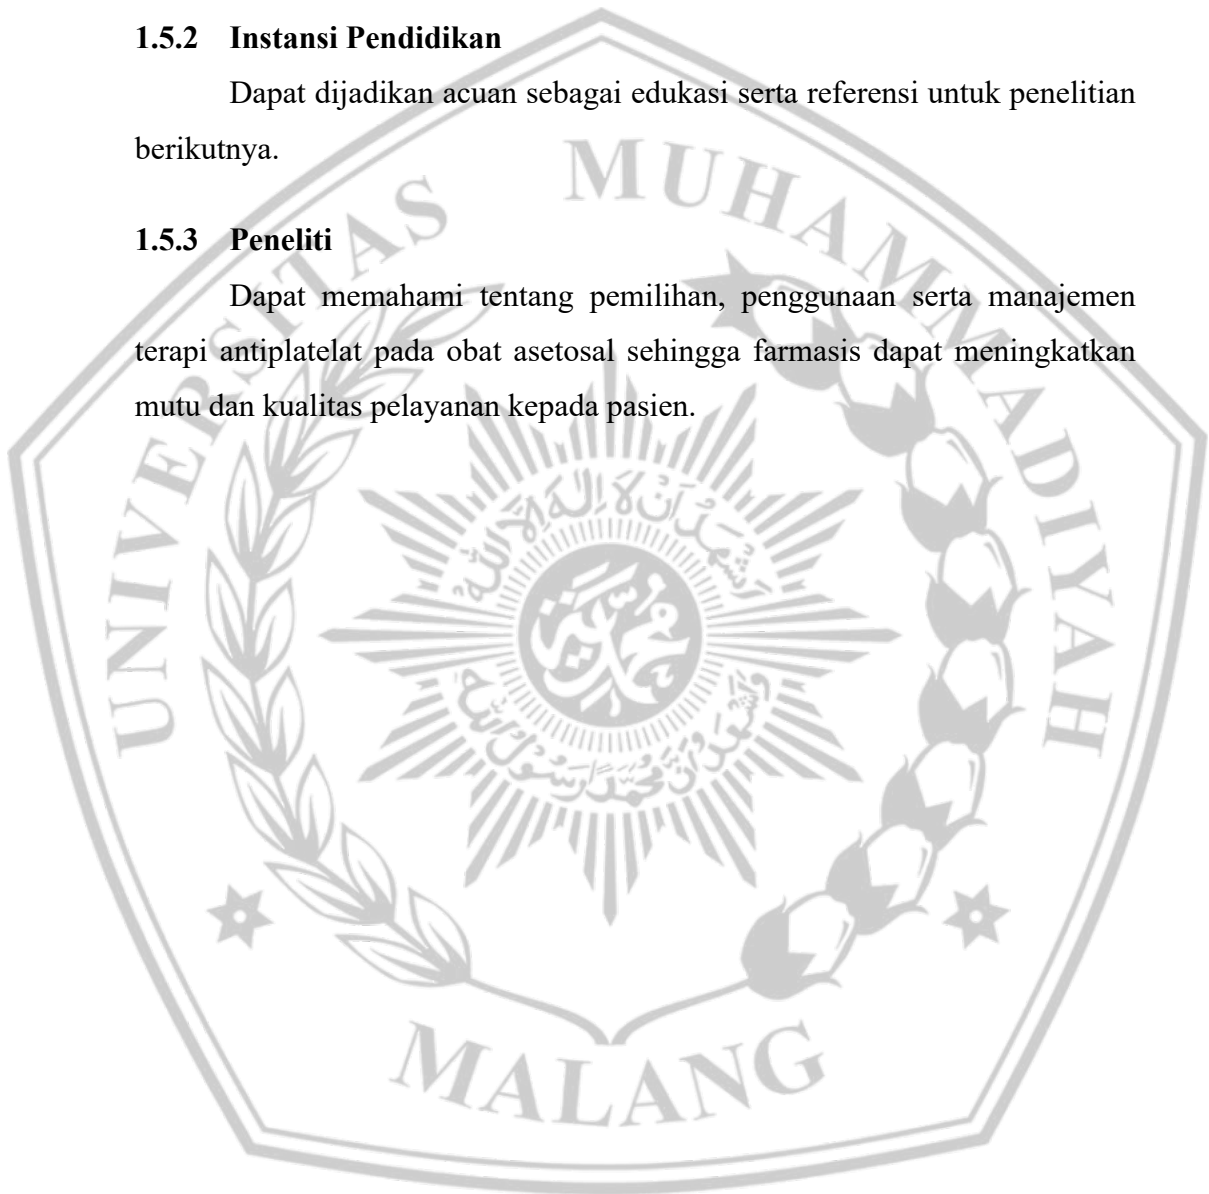 1.5.2 Instansi Pendidikan
Dapat dijadikan acuan sebagai edukasi serta referensi untuk penelitian
berikutnya.
1.5.3 Peneliti
Dapat memahami tentang pemilihan, penggunaan serta manajemen
terapi antiplatelat pada obat asetosal sehingga farmasis dapat meningkatkan
mutu dan kualitas pelayanan kepada pasien.
UNIVERSITAS MUHAMMADIYAH
MALANG